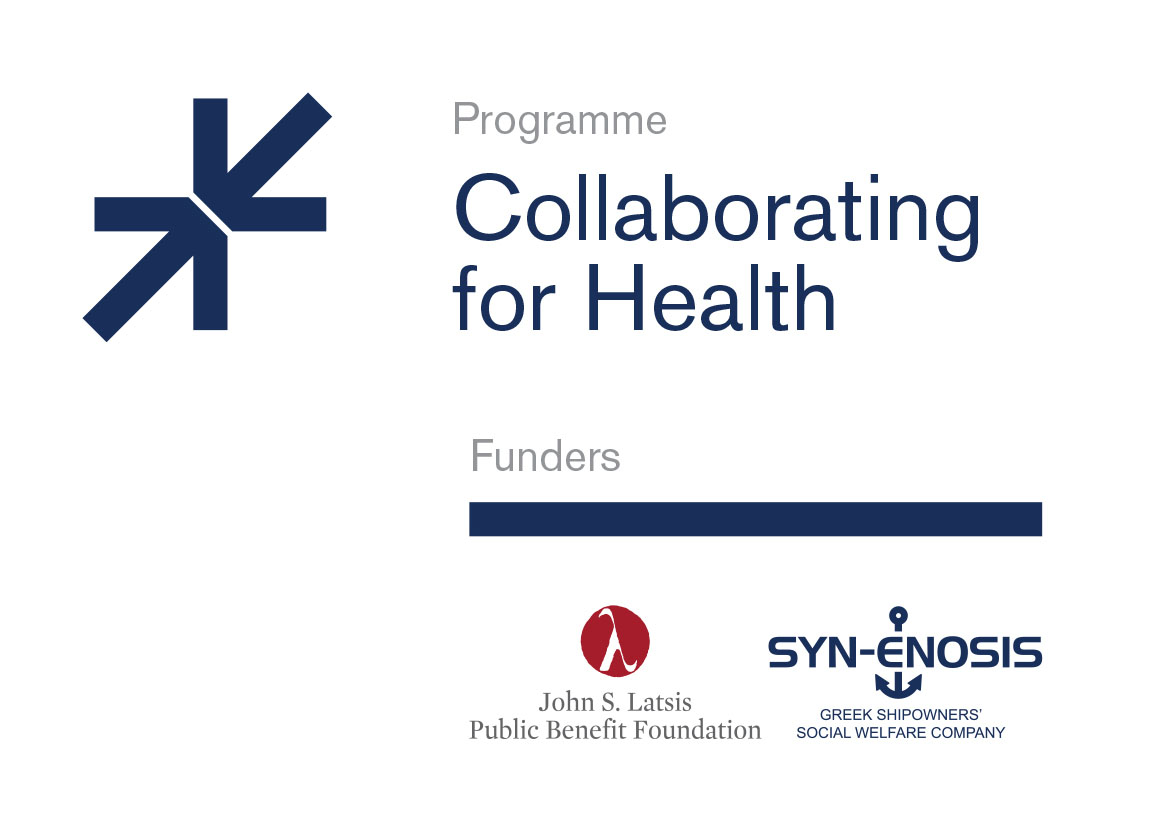 Programme
Collaborating
for Health
Funders
John S. Latsis
Public Benefit Foundation
SYN-ENOSIS
GREEK SHIPOWNERS'
SOCIAL WELFARE COMPANY